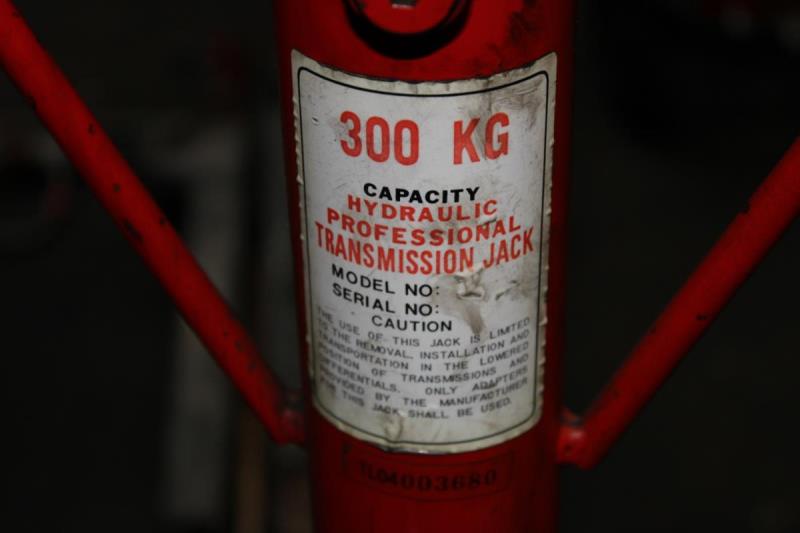 300 KG
CAPACITY
HYDRAULIC
PROFESSIONAL
TRANSMISSION JACK
MODEL NO:
SERIAL NO:
CAUTION
THE USE OF THIS JACK IS LIMITED
TO THE REMOVAL, INSTALLATION AND
TRANSPORTATION IN THE LOWERED
POSITION OF TRANSMISSIONS AND
DIFFERENTIALS. ONLY ADAPTERS
PROVIDED BY THE MANUFACTURER
FOR THIS JACK SHALL BE USED.
TL04003680